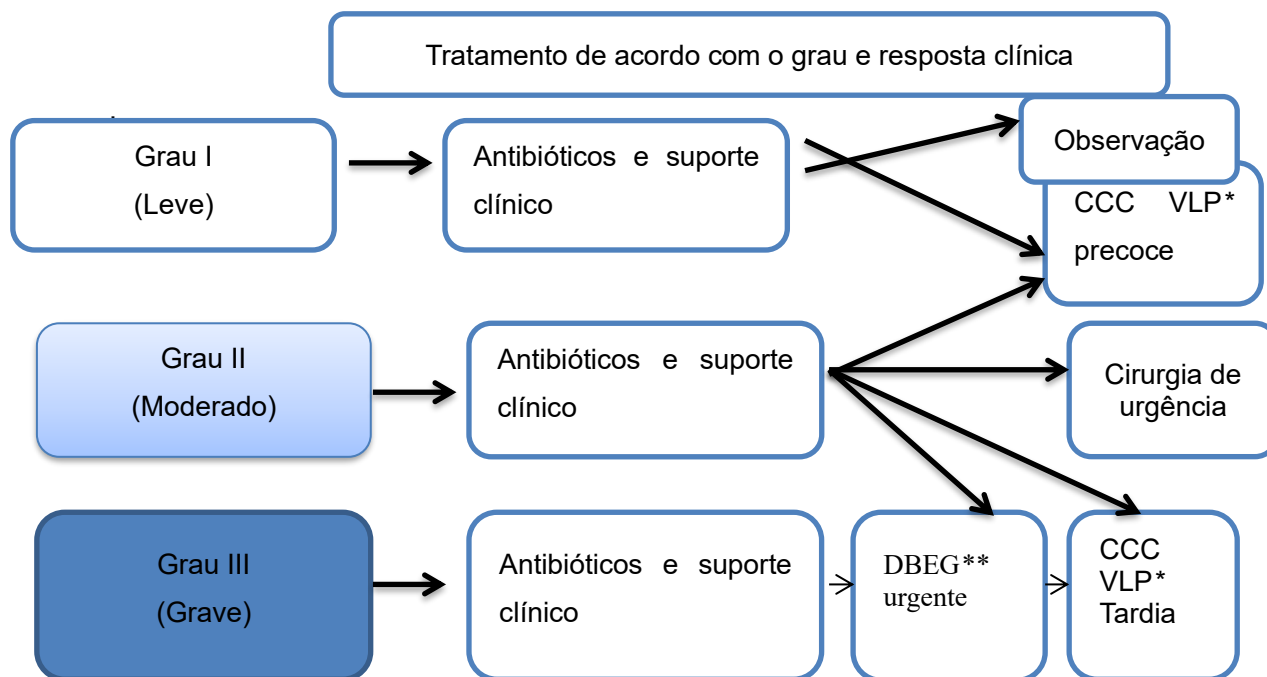 Tratamento de acordo com o grau e resposta clínica
Grau I
(Leve)
Antibióticos e suporte
clínico
Observação
CCC VLP*
precoce
Grau II
(Moderado)
Antibióticos e suporte
clínico
Cirurgia de
urgência
Grau III
(Grave)
Antibióticos e suporte
clínico
DBEG**
urgente
CCC
VLP*
Tardia